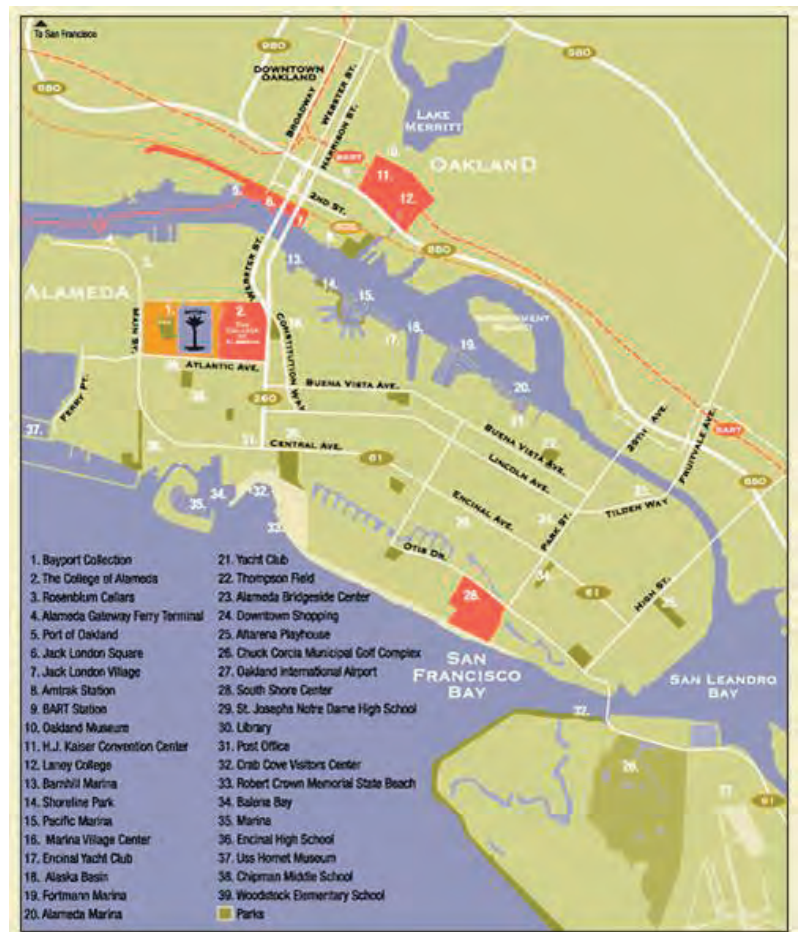 To San Francisco
980
580
DOWNTOWN
OAKLAND
BROADWAY
WEBSTER ST.
HARRISON ST.
880
LAKE
MERRITT
BART
OAKLAND
9.
11.
12.
5.
6.
2ND ST.
880
4.
13.
WEBSTER ST.
ALAMEDA
14.
15.
1.
2.
THE
COLLEGE OF
ALAMEDA
MAIN ST.
CONSTITUTION WAY
18.
17.
19.
ATLANTIC AVE.
BUENA VISTA AVE.
20.
FERRY PT.
260
37.
CENTRAL AVE.
61
BUENA VISTA AVE.
LINCOLN AVE.
29TH AVE.
FRUITVALE AVE.
BART
880
34.
32.
35.
33.
ENCINAL AVE.
PARK ST.
TILDEN WAY
OTIS DR.
34.
61
HIGH ST.
28.
SAN
FRANCISCO
BAY
SAN LEANDRO
BAY
32.
26.
61
1. Bayport Collection
2. The College of Alameda
3. Rosenblum Cellars
4. Alameda Gateway Ferry Terminal
5. Port of Oakland
6. Jack London Square
7. Jack London Village
8. Amtrak Station
9. BART Station
10. Oakland Museum
11. H.J. Kaiser Convention Center
12. Laney College
13. Barnhill Marina
14. Shoreline Park
15. Pacific Marina
16. Marina Village Center
17. Encinal Yacht Club
18. Alaska Basin
19. Fortmann Marina
20. Alameda Marina
21. Yacht Club
22. Thompson Field
23. Alameda Bridgeside Center
24. Downtown Shopping
25. Altarena Playhouse
26. Chuck Corcia Municipal Golf Complex
27. Oakland International Airport
28. South Shore Center
29. St. Josephs Notre Dame High School
30. Library
31. Post Office
32. Crab Cove Visitors Center
33. Robert Crown Memorial State Beach
34. Balena Bay
35. Marina
36. Encinal High School
37. Uss Hornet Museum
38. Chipman Middle School
39. Woodstock Elementary School
Parks